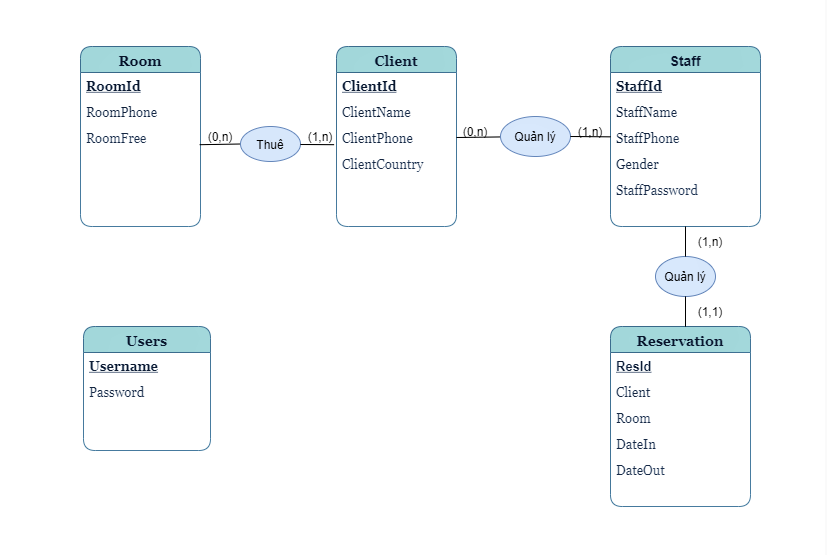 Room
RoomId
RoomPhone
RoomFree
(0,n)
Thuê
(1,n)
Client
ClientId
ClientName
ClientPhone
ClientCountry
(0,n)
Quản lý
(1,n)
Staff
StaffId
StaffName
StaffPhone
Gender
StaffPassword
(1,n)
Quản lý
(1,1)
Users
Username
Password
Reservation
ResId
Client
Room
DateIn
DateOut